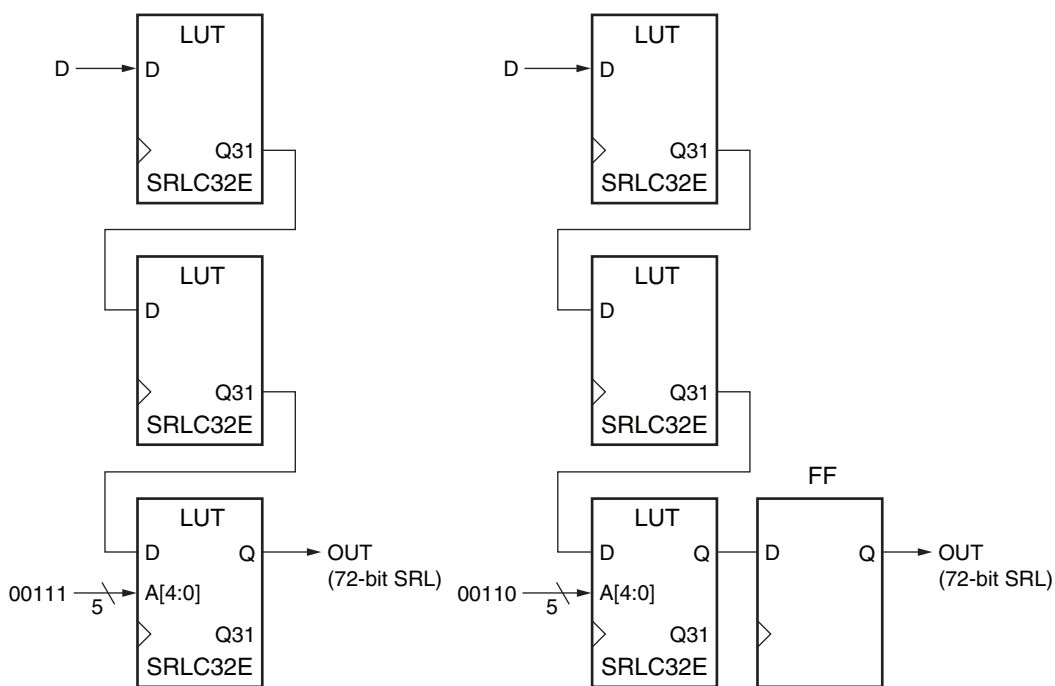 LUT
D
D
Q31
SRLC32E
LUT
D
Q31
SRLC32E
LUT
D
Q
OUT
(72-bit SRL)
00111
5
A[4:0]
Q31
SRLC32E
LUT
D
D
Q31
SRLC32E
LUT
D
Q31
SRLC32E
LUT
D
Q
00110
5
A[4:0]
Q31
SRLC32E
FF
D
Q
OUT
(72-bit SRL)